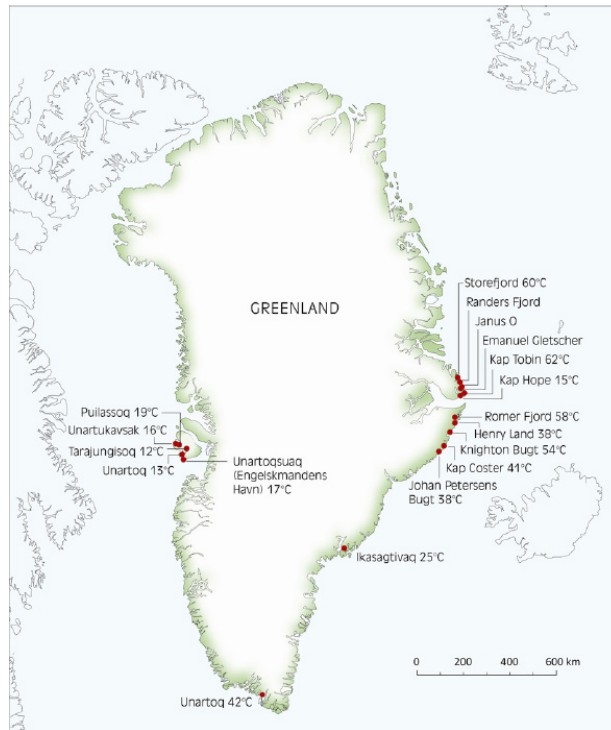 Storefjord 60°C
Randers Fjord
Janus O
GREENLAND
Emanuel Gletscher
Kap Tobin 62°C
Kap Hope 15°C
Puilassoq 19°C
Unartukavsak 16°C
Tarajungisoq 12°C
Unartoq 13°C
Unartoqsuaq
(Engelskmandens
Havn) 17°C
Romer Fjord 58°C
Henry Land 38°C
Knighton Bugt 54°C
Kap Coster 41°C
Johan Petersens
Bugt 38°C
Ikasagtivaq 25°C
0 200 400 600 km
Unartoq 42°C